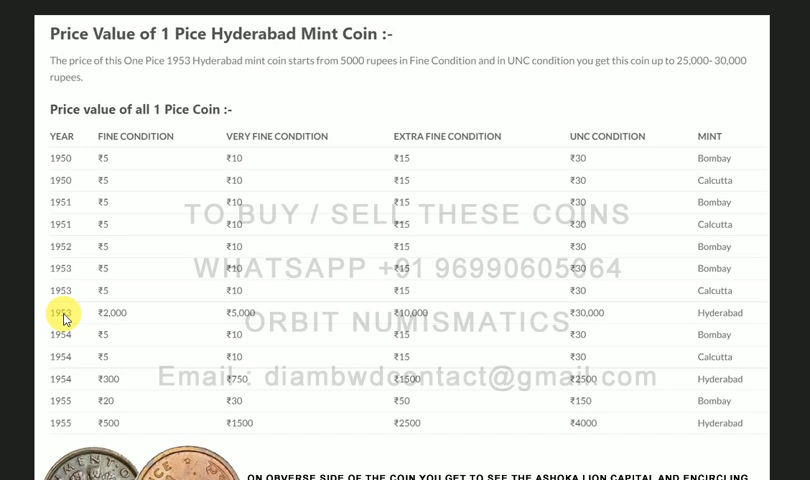 Price Value of 1 Pice Hyderabad Mint Coin :-
The price of this One Pice 1953 Hyderabad mint coin starts from 5000 rupees in Fine Condition and in UNC condition you get this coin up to 25,000- 30,000
rupees.
Price value of all 1 Pice Coin :-
YEAR FINE CONDITION VERY FINE CONDITION EXTRA FINE CONDITION UNC CONDITION MINT
1950 ₹5 ₹10 ₹15 ₹30 Bombay
1950 ₹5 ₹10 ₹15 ₹30 Calcutta
1951 ₹5 ₹10 ₹15 ₹30 Bombay
TO BUY / SELL THESE COINS
1951 ₹5 ₹10 ₹15 ₹30 Calcutta
1952 ₹5 ₹10 ₹15 ₹30 Bombay
1953 ₹5 ₹10 ₹15 ₹30 Bombay
WHATSAPP +91 96990605064
1953 ₹5 ₹10 ₹15 ₹30 Calcutta
1953 ₹2,000 ₹5,000 ₹10,000 ₹30,000 Hyderabad
ORBIT NUMISMATICS
1954 ₹5 ₹10 ₹15 ₹30 Bombay
1954 ₹5 ₹10 ₹15 ₹30 Calcutta
1954 ₹300 ₹750 ₹1500 ₹2500 Hyderabad
Email : diambwdcontact@gmail.com
1955 ₹20 ₹30 ₹50 ₹150 Bombay
1955 ₹500 ₹1500 ₹2500 ₹4000 Hyderabad
ON OBVERSE SIDE OF THE COIN YOU GET TO SEE THE ASHOKA LION CAPITAL AND ENCIRCLING